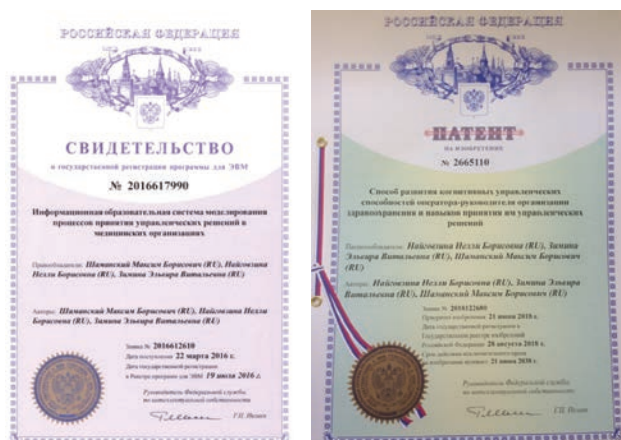 РОССИЙСКАЯ ФЕДЕРАЦИЯ
СВИДЕТЕЛЬСТВО
о государственной регистрации программы для ЭВМ
№ 2016617990
Информационная образовательная система моделирования
процессов принятия управленческих решений в
медицинских организациях
Правообладатели: Шаманский Максим Борисович (RU), Найговзина
Нелли Борисовна (RU), Зимина Эльвира Витальевна (RU)
Авторы: Шаманский Максим Борисович (RU), Найговзина Нелли
Борисовна (RU), Зимина Эльвира Витальевна (RU)
Заявка № 2016612610
Дата поступления 22 марта 2016 г.
Дата государственной регистрации
в Реестре программ для ЭВМ 19 июля 2016 г.
Руководитель Федеральной службы
по интеллектуальной собственности
Г.П. Ивлиев
РОССИЙСКАЯ ФЕДЕРАЦИЯ
ПАТЕНТ
НА ИЗОБРЕТЕНИЕ
№ 2665110
Способ развития когнитивных управленческих
способностей оператора-руководителя организации
здравоохранения и навыков принятия им управленческих
решений
Патентообладатели: Найговзина Нелли Борисовна (RU), Зимина
Эльвира Витальевна (RU), Шаманский Максим Борисович
(RU)
Авторы: Найговзина Нелли Борисовна (RU), Зимина Эльвира
Витальевна (RU), Шаманский Максим Борисович (RU)
Заявка № 2018122680
Приоритет изобретения 21 июня 2018 г.
Дата государственной регистрации в
Государственном реестре изобретений
Российской Федерации 28 августа 2018 г.
Срок действия исключительного права
на изобретение истекает 21 июня 2038 г.
Руководитель Федеральной службы
по интеллектуальной собственности
Г.П. Ивлиев